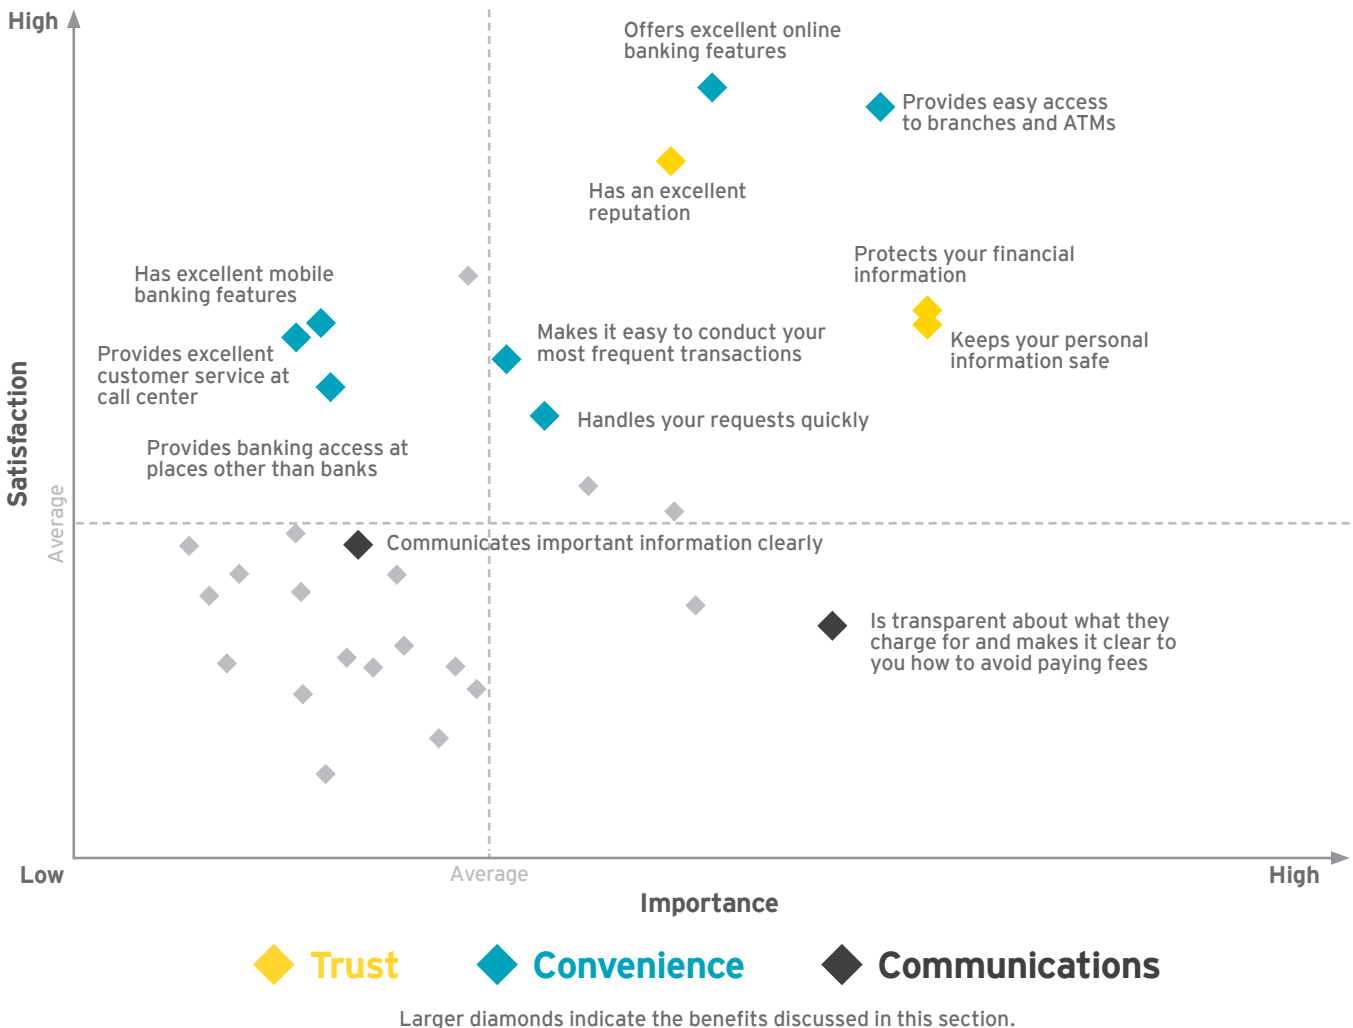 High
Offers excellent online
banking features
Provides easy access
to branches and ATMs
Has an excellent
reputation
Protects your financial
information
Has excellent mobile
banking features
Makes it easy to conduct your
most frequent transactions
Keeps your personal
information safe
Provides excellent
customer service at
call center
Handles your requests quickly
Provides banking access at
places other than banks
Satisfaction
Average
Communicates important information clearly
Is transparent about what they
charge for and makes it clear to
you how to avoid paying fees
Low
Average
High
Importance
Trust
Convenience
Communications
Larger diamonds indicate the benefits discussed in this section.